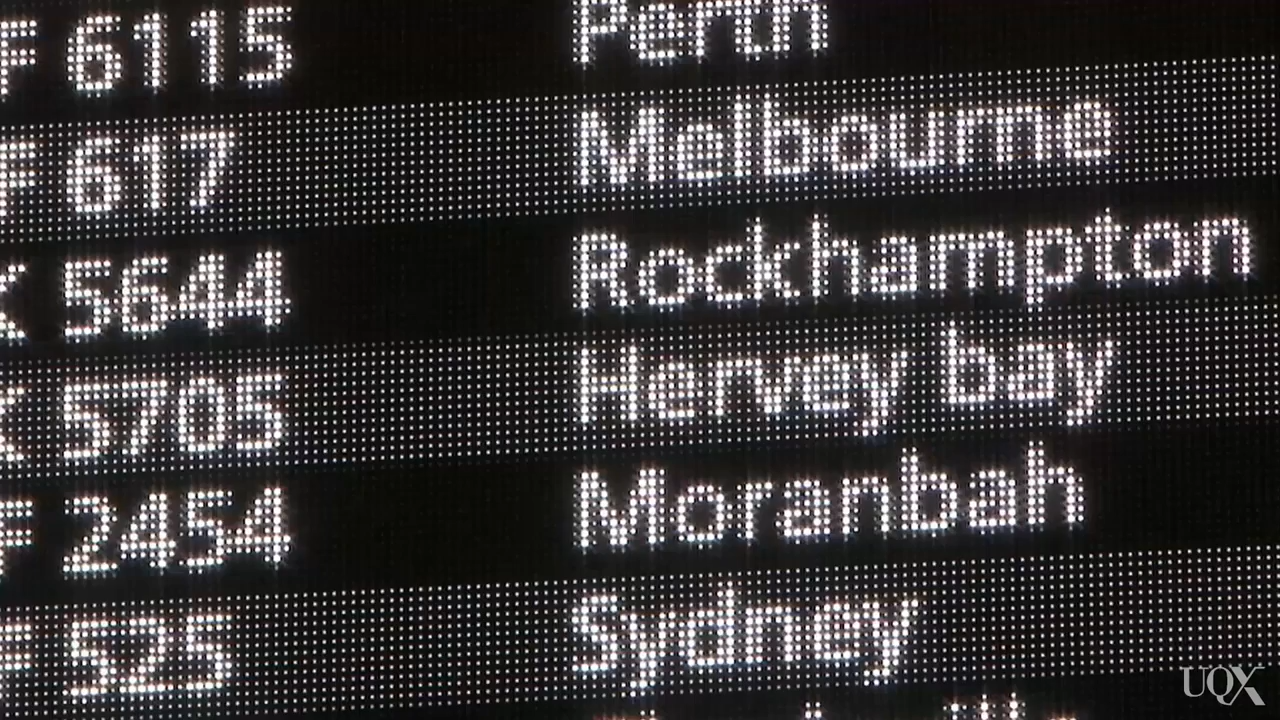 F 6115 Perth
F 617 Melbourne
K 5644 Rockhampton
K 5705 Hervey bay
F 2454 Moranbah
F 525 Sydney
UQX